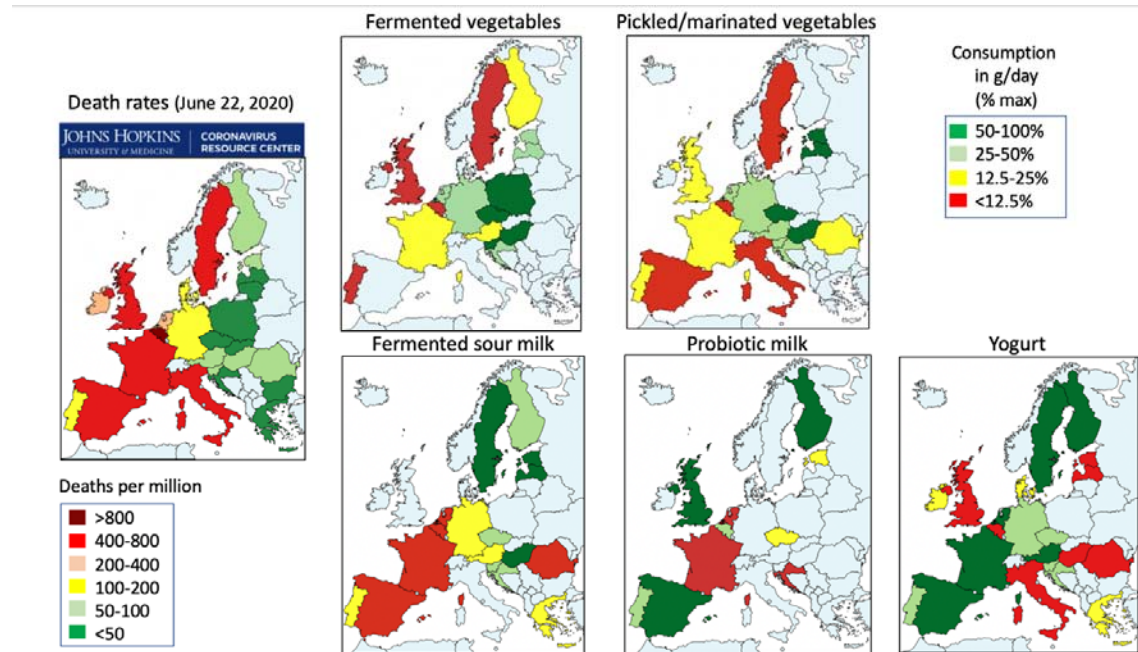 Fermented vegetables
Pickled/marinated vegetables
Consumption
in g/day
(% max)
50-100%
25-50%
12.5-25%
<12.5%
Death rates (June 22, 2020)
JOHNS HOPKINS
UNIVERSITY & MEDICINE
CORONAVIRUS
RESOURCE CENTER
Fermented sour milk
Probiotic milk
Yogurt
Deaths per million
>800
400-800
200-400
100-200
50-100
<50